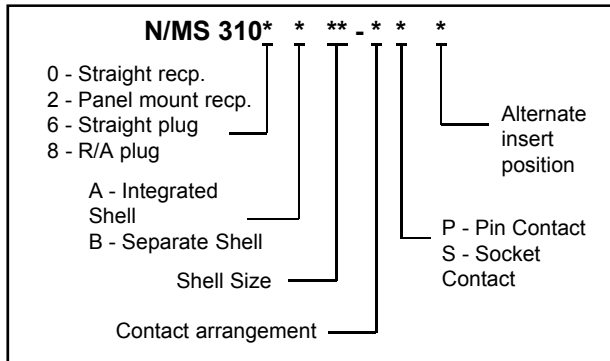 N/MS 310* * ** - * * *
0 - Straight recp.
2 - Panel mount recp.
6 - Straight plug
8 - R/A plug
Alternate
insert
position
A - Integrated
Shell
B - Separate Shell
P - Pin Contact
S - Socket
Contact
Shell Size
Contact arrangement